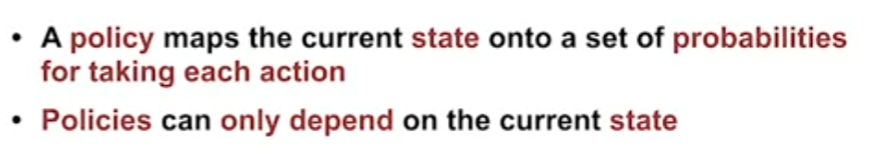 • A policy maps the current state onto a set of probabilities
for taking each action
• Policies can only depend on the current state